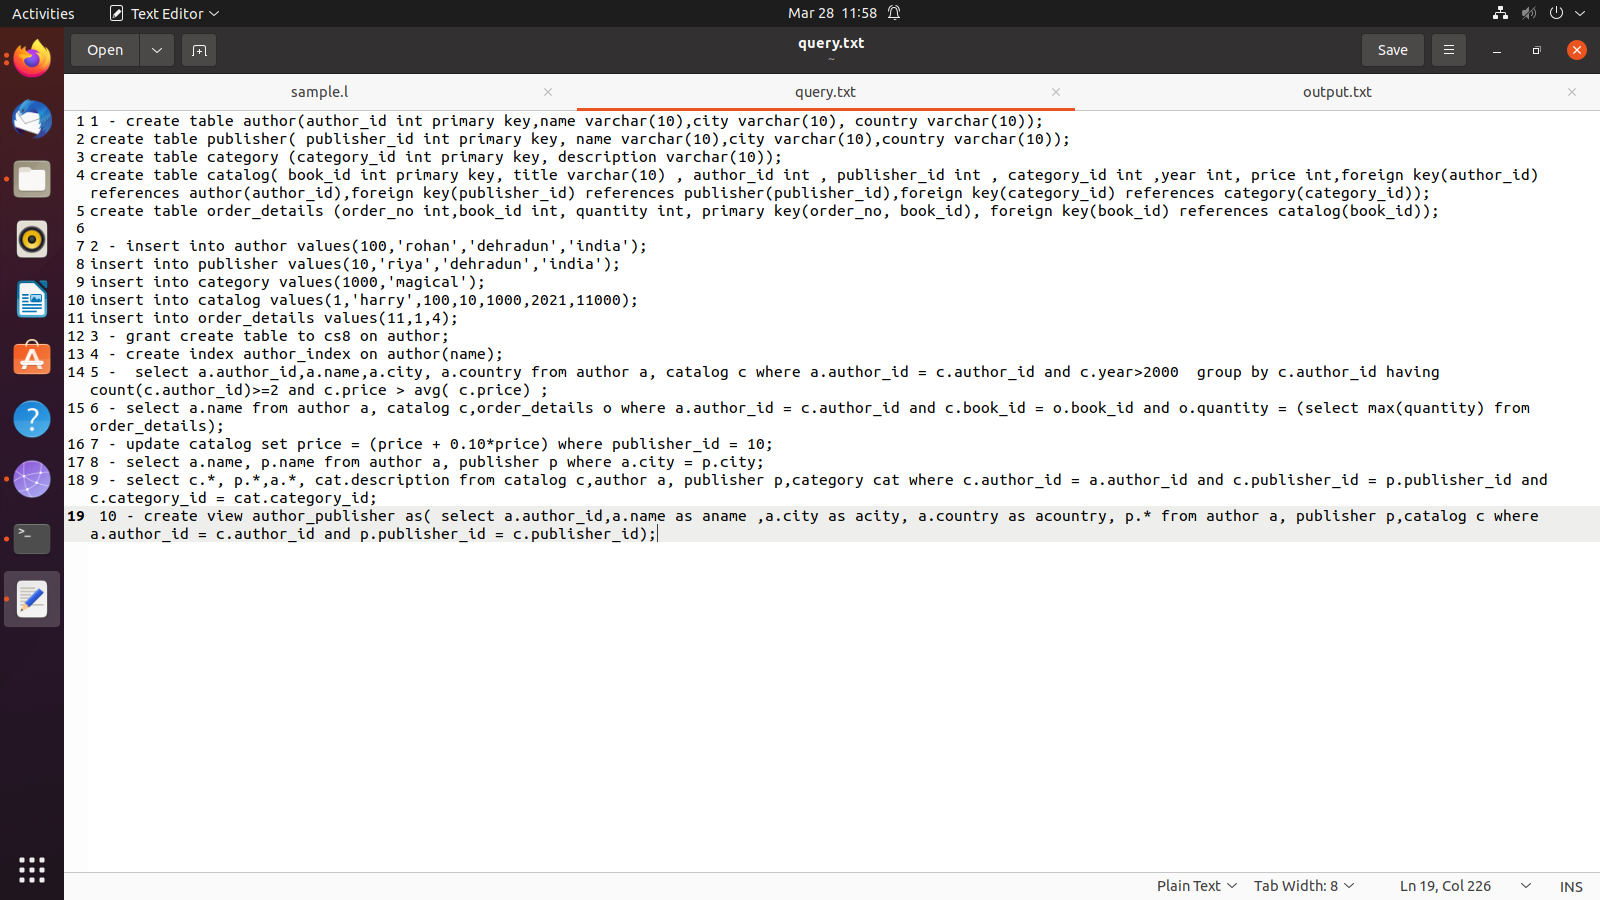 Activities
Text Editor
Mar 28 11:58
Open
query.txt
~
Save
sample.l
query.txt
output.txt
1 1 - create table author(author_id int primary key,name varchar(10),city varchar(10), country varchar(10));
2 create table publisher( publisher_id int primary key, name varchar(10),city varchar(10),country varchar(10));
3 create table category (category_id int primary key, description varchar(10));
4 create table catalog( book_id int primary key, title varchar(10) , author_id int , publisher_id int , category_id int ,year int, price int,foreign key(author_id)
references author(author_id),foreign key(publisher_id) references publisher(publisher_id),foreign key(category_id) references category(category_id));
5 create table order_details (order_no int,book_id int, quantity int, primary key(order_no, book_id), foreign key(book_id) references catalog(book_id));
6
7 2 - insert into author values(100,'rohan','dehradun','india');
8 insert into publisher values(10,'riya','dehradun','india');
9 insert into category values(1000,'magical');
10 insert into catalog values(1,'harry',100,10,1000,2021,11000);
11 insert into order_details values(11,1,4);
12 3 - grant create table to cs8 on author;
13 4 - create index author_index on author(name);
14 5 -  select a.author_id,a.name,a.city, a.country from author a, catalog c where a.author_id = c.author_id and c.year>2000  group by c.author_id having
count(c.author_id)>=2 and c.price > avg( c.price) ;
15 6 - select a.name from author a, catalog c,order_details o where a.author_id = c.author_id and c.book_id = o.book_id and o.quantity = (select max(quantity) from
order_details);
16 7 - update catalog set price = (price + 0.10*price) where publisher_id = 10;
17 8 - select a.name, p.name from author a, publisher p where a.city = p.city;
18 9 - select c.*, p.*,a.*, cat.description from catalog c,author a, publisher p,category cat where c.author_id = a.author_id and c.publisher_id = p.publisher_id and
c.category_id = cat.category_id;
19  10 - create view author_publisher as( select a.author_id,a.name as aname ,a.city as acity, a.country as acountry, p.* from author a, publisher p,catalog c where
a.author_id = c.author_id and p.publisher_id = c.publisher_id);
Plain Text
Tab Width: 8
Ln 19, Col 226
INS